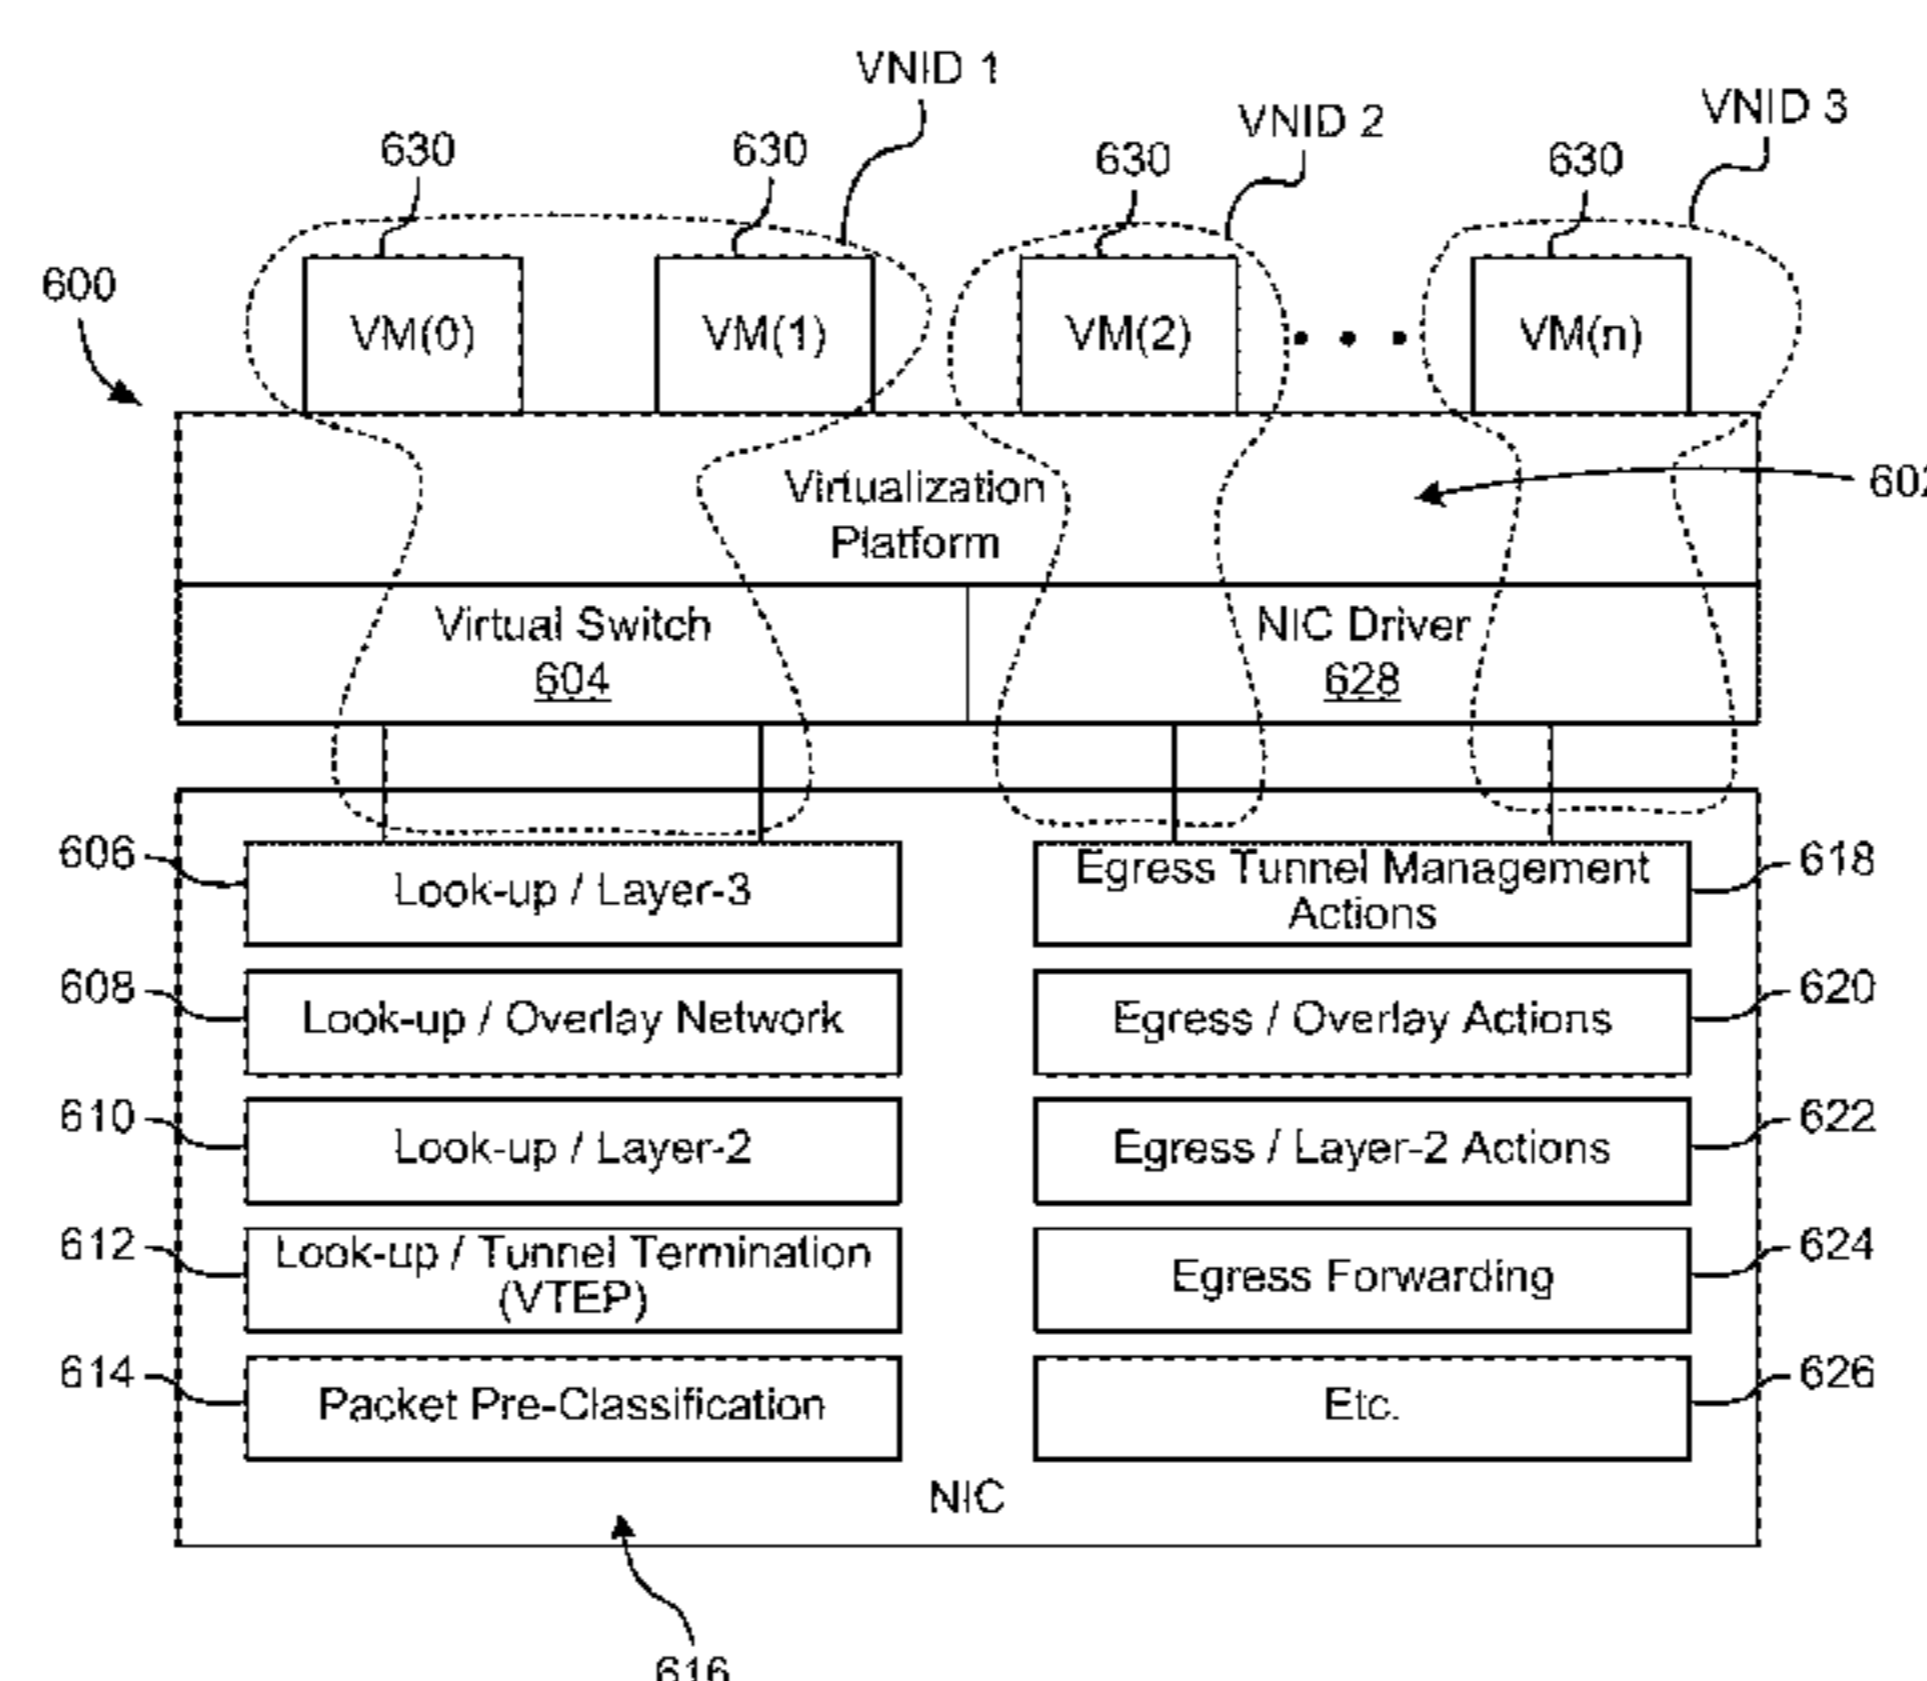 VNID 1
VNID 2
VNID 3
630
630
630
630
600
VM(0)
VM(1)
VM(2)
VM(n)
Virtualization
Platform
602
Virtual Switch
604
NIC Driver
628
606
Look-up / Layer-3
Egress Tunnel Management
Actions
618
608
Look-up / Overlay Network
Egress / Overlay Actions
620
610
Look-up / Layer-2
Egress / Layer-2 Actions
622
612
Look-up / Tunnel Termination
(VTEP)
Egress Forwarding
624
614
Packet Pre-Classification
Etc.
626
NIC
616